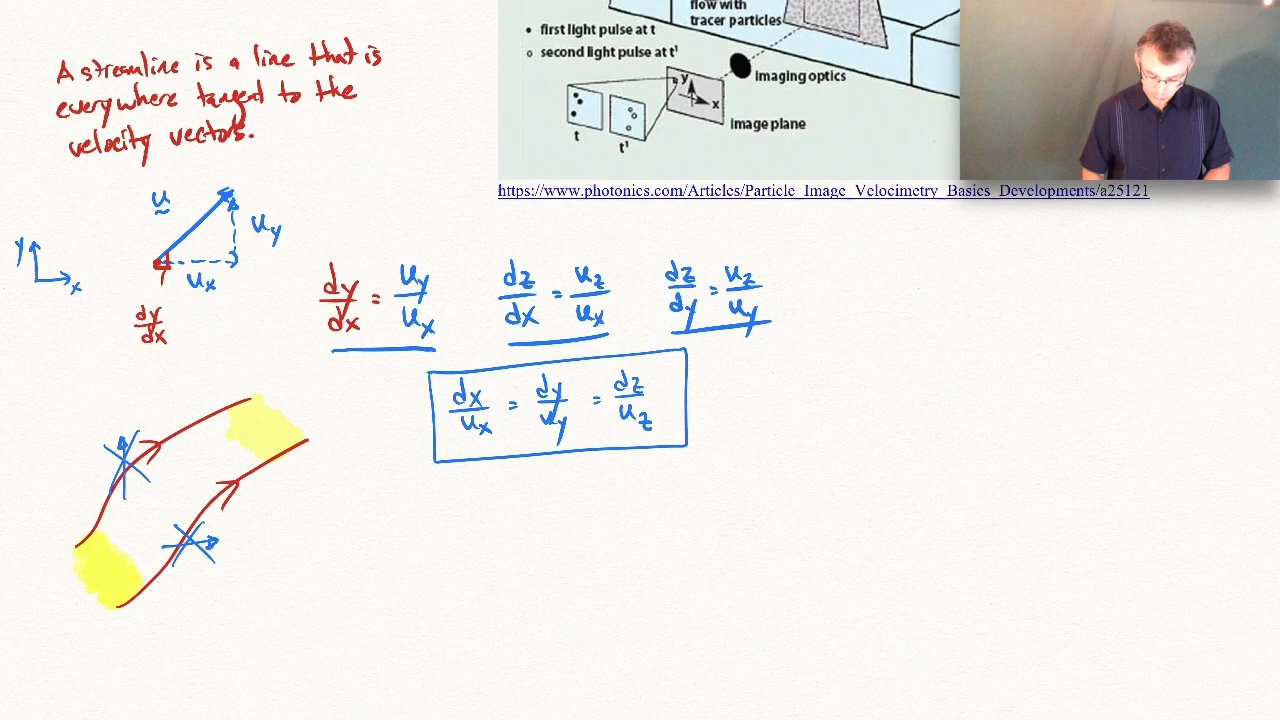 A streamline is a line that is
everywhere tangent to the
velocity vectors.
flow with
tracer particles
• first light pulse at t
o second light pulse at t¹
imaging optics
y
x
image plane
t
t¹
https://www.photonics.com/Articles/Particle_Image_Velocimetry_Basics_Developments/a25121
u
u_y
u_x
y
x
dy/dx
dy/dx = u_y/u_x
dz/dx = u_z/u_x
dz/dy = u_z/u_y
dx/u_x = dy/u_y = dz/u_z